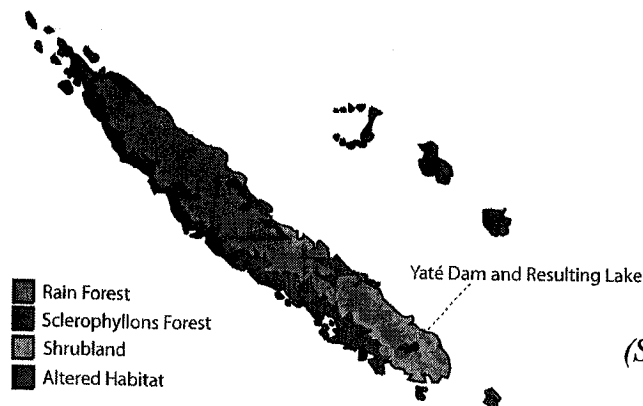 Yaté Dam and Resulting Lake
Rain Forest
Sclerophyllons Forest
Shrubland
Altered Habitat
(S